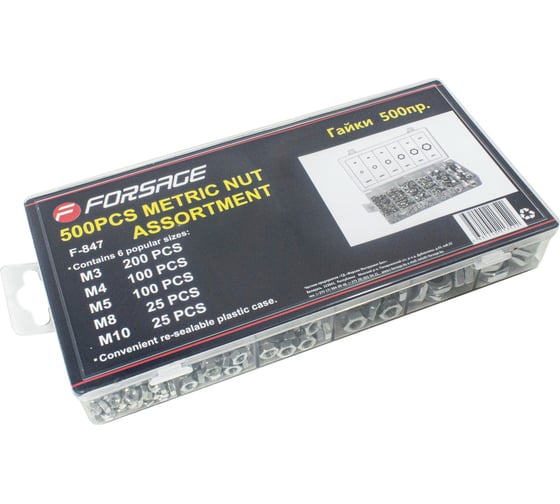 FORSAGE
500PCS METRIC NUT
ASSORTMENT
F-847
• Contains 6 popular sizes:
M3 200 PCS
M4 100 PCS
M5 100 PCS
M8 25 PCS
M10 25 PCS
• Convenient re-sealable plastic case.
Гайки 500пр.